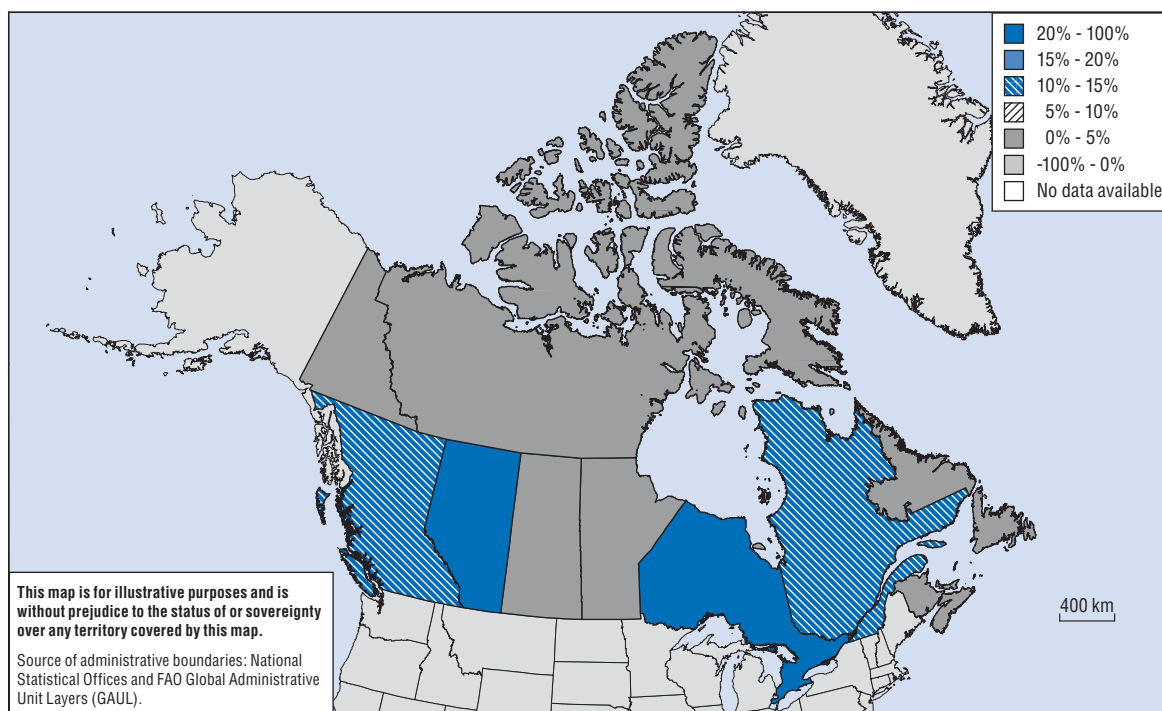 20% - 100%
15% - 20%
10% - 15%
5% - 10%
0% - 5%
-100% - 0%
No data available
This map is for illustrative purposes and is
without prejudice to the status of or sovereignty
over any territory covered by this map.
Source of administrative boundaries: National
Statistical Offices and FAO Global Administrative
Unit Layers (GAUL).
400 km